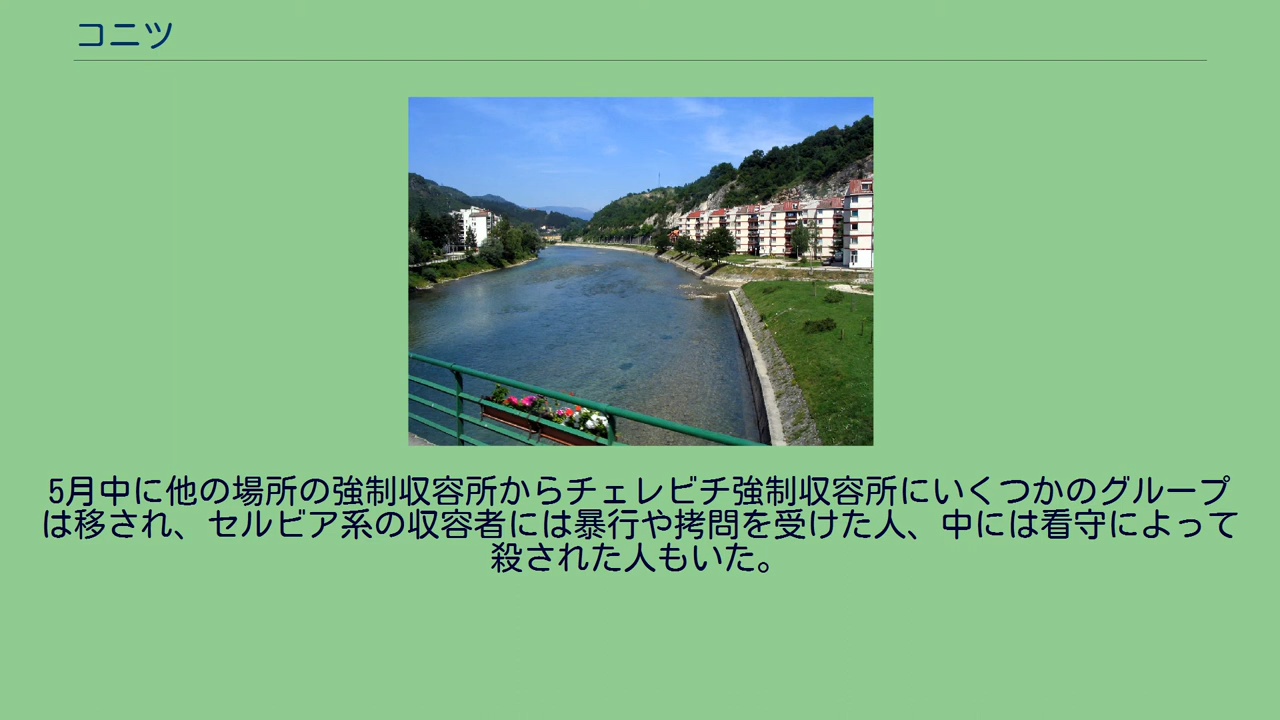 コニツ
5月中に他の場所の強制収容所からチェレビチ強制収容所にいくつかのグループ
は移され、セルビア系の収容者には暴行や拷問を受けた人、中には看守によって
殺された人もいた。